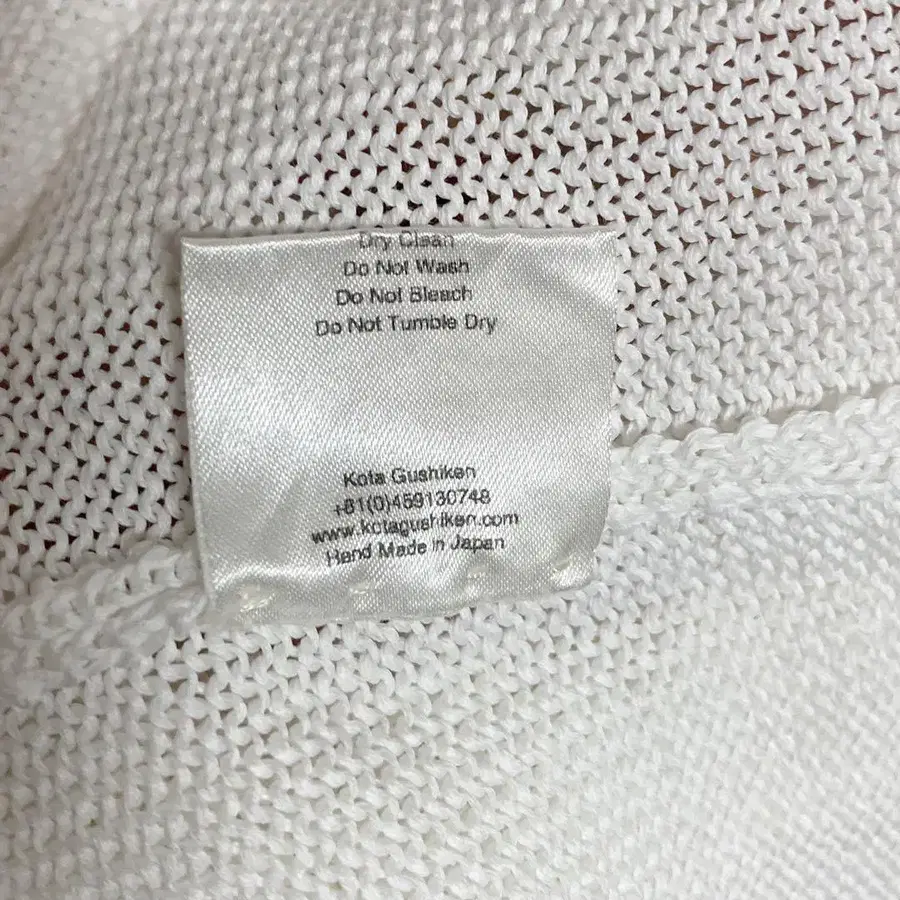 Dry Clean
Do Not Wash
Do Not Bleach
Do Not Tumble Dry
Kota Gushiken
+81(0)459130748
www.kotagushiken.com
Hand Made in Japan